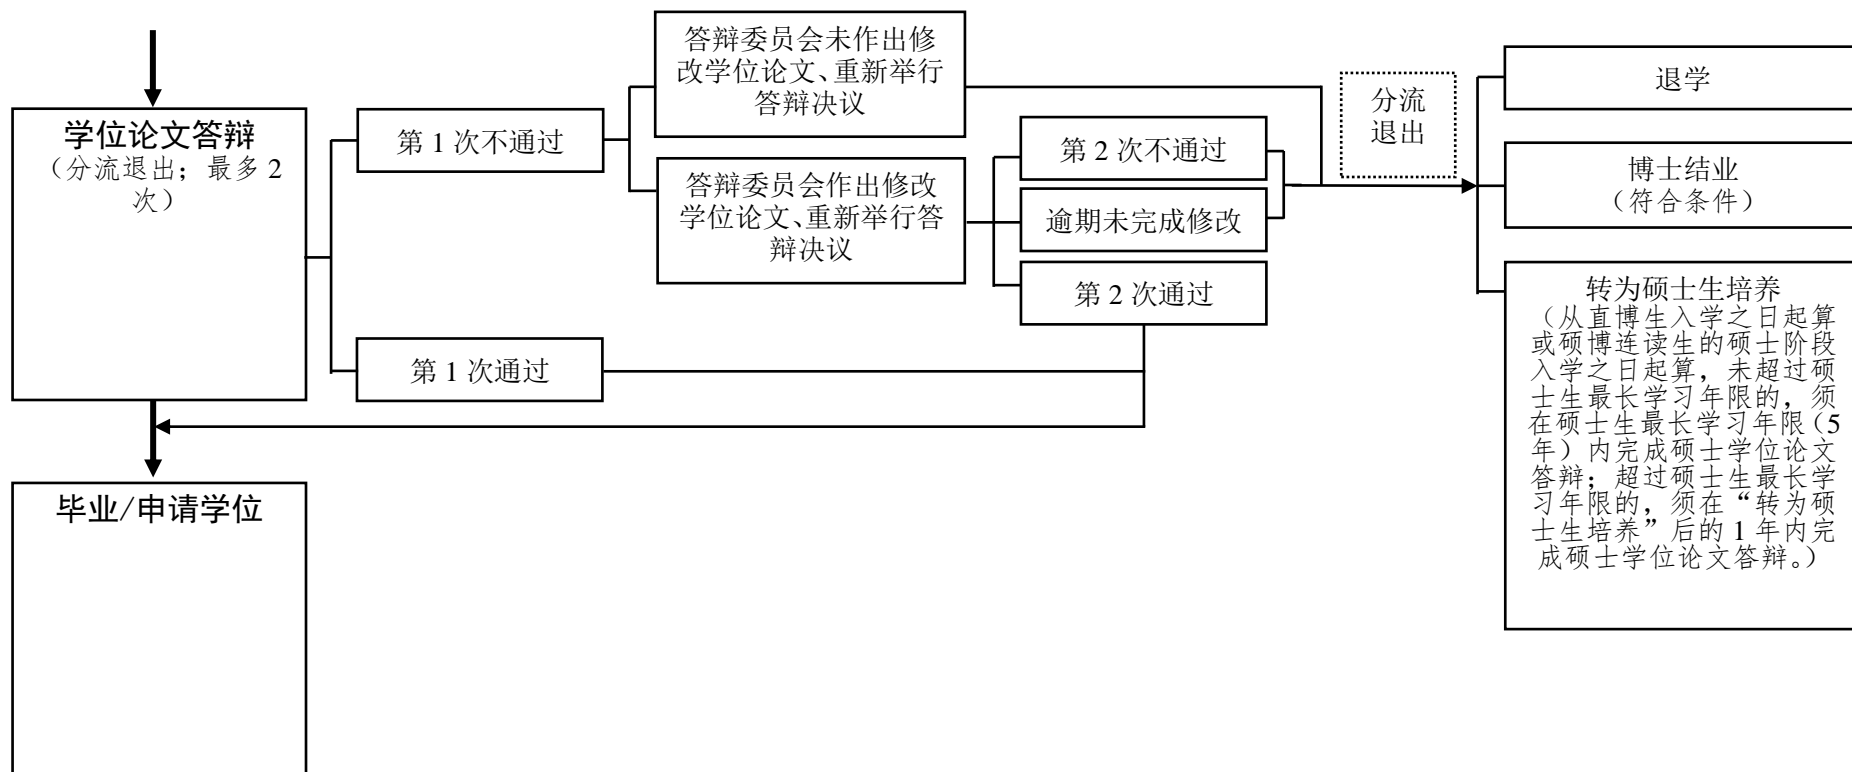 学位论文答辩
（分流退出；最多 2
次）
第 1 次不通过
答辩委员会未作出修
改学位论文、重新举行
答辩决议
答辩委员会作出修改
学位论文、重新举行答
辩决议
第 2 次不通过
逾期未完成修改
第 2 次通过
第 1 次通过
分流
退出
退学
博士结业
（符合条件）
转为硕士生培养
（从直博生入学之日起算
或硕博连读生的硕士阶段
入学之日起算，未超过硕
士生最长学习年限的，须
在硕士生最长学习年限（5
年）内完成硕士学位论文
答辩；超过硕士生最长学
习年限的，须在“转为硕
士生培养”后的 1 年内完
成硕士学位论文答辩。）
毕业/申请学位